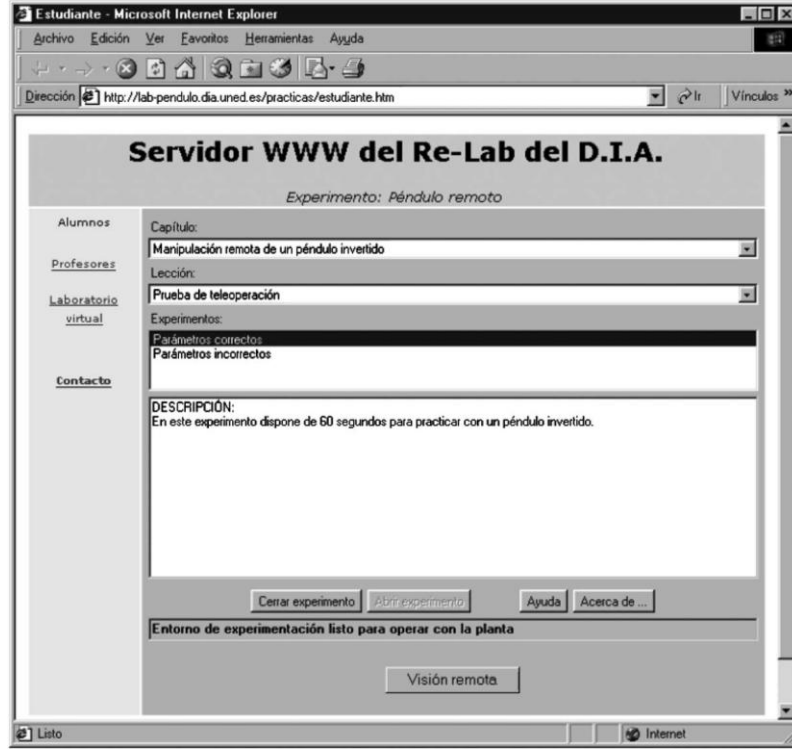 Estudiante - Microsoft Internet Explorer
Archivo Edición Ver Favoritos Herramientas Ayuda
Dirección http://lab-pendulo.dia.uned.es/practicas/estudiante.htm Ir Vínculos »
Servidor WWW del Re-Lab del D.I.A.
Experimento: Péndulo remoto
Alumnos
Profesores
Laboratorio
virtual
Contacto
Capítulo:
Manipulación remota de un péndulo invertido
Lección:
Prueba de teleoperación
Experimentos:
Parámetros correctos
Parámetros incorrectos
DESCRIPCIÓN:
En este experimento dispone de 60 segundos para practicar con un péndulo invertido.
Cerrar experimento Abrir experimento Ayuda Acerca de ...
Entorno de experimentación listo para operar con la planta
Visión remota
Listo Internet